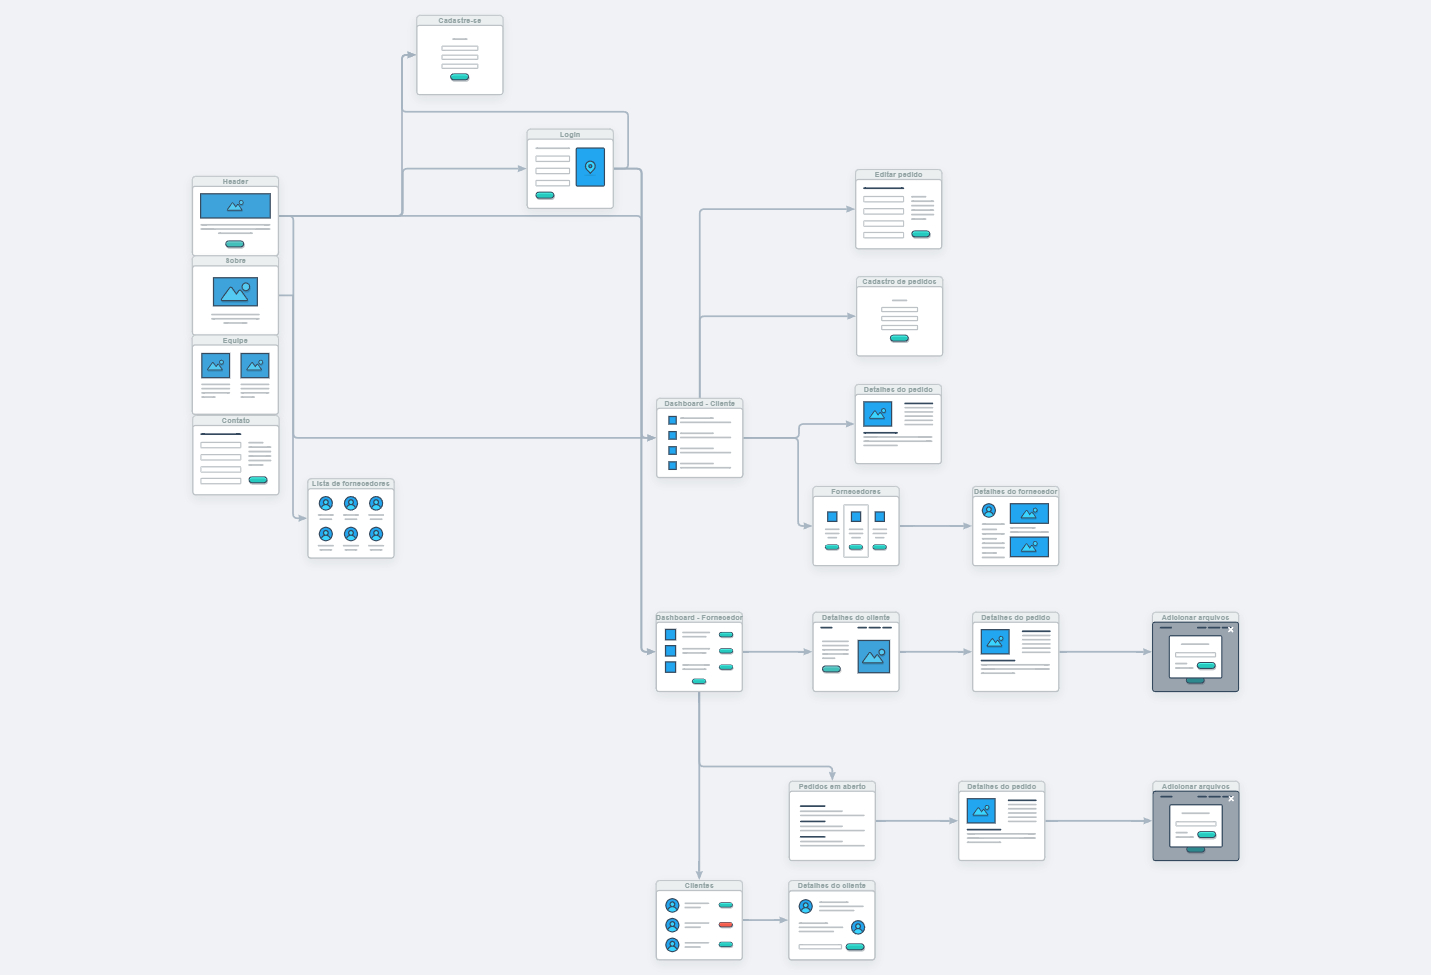 Cadastre-se
Login
Header
Sobre
Equipe
Contato
Lista de fornecedores
Editar pedido
Cadastro de pedidos
Dashboard - Cliente
Detalhes do pedido
Fornecedores
Detalhes do fornecedor
Dashboard - Fornecedor
Detalhes do cliente
Detalhes do pedido
Adicionar arquivos
Pedidos em aberto
Detalhes do pedido
Adicionar arquivos
Clientes
Detalhes do cliente